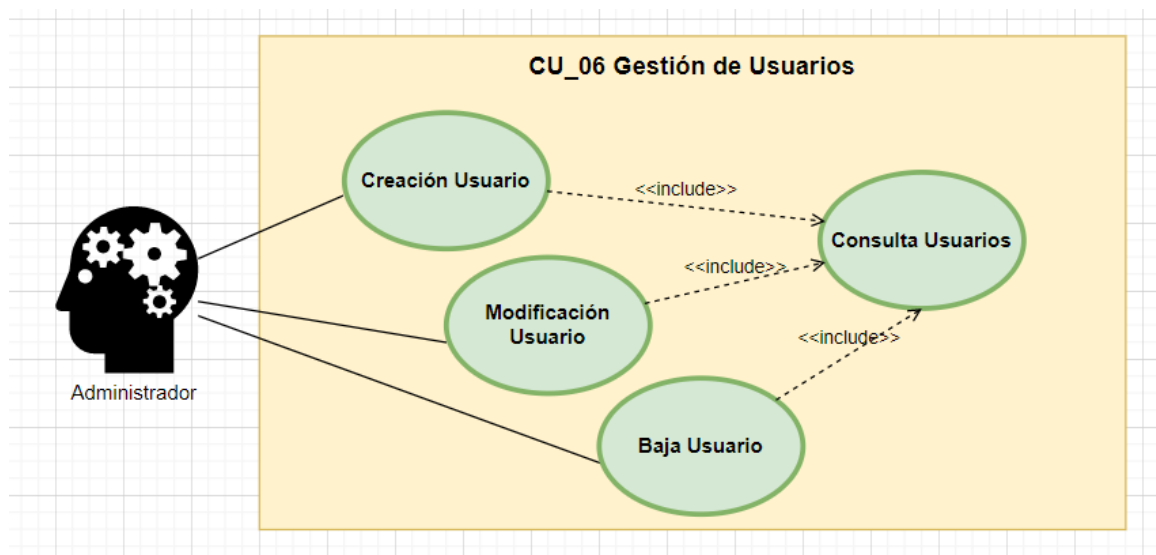 CU_06 Gestión de Usuarios
Creación Usuario
<<include>>
Consulta Usuarios
<<include>>
Modificación
Usuario
<<include>>
Administrador
Baja Usuario